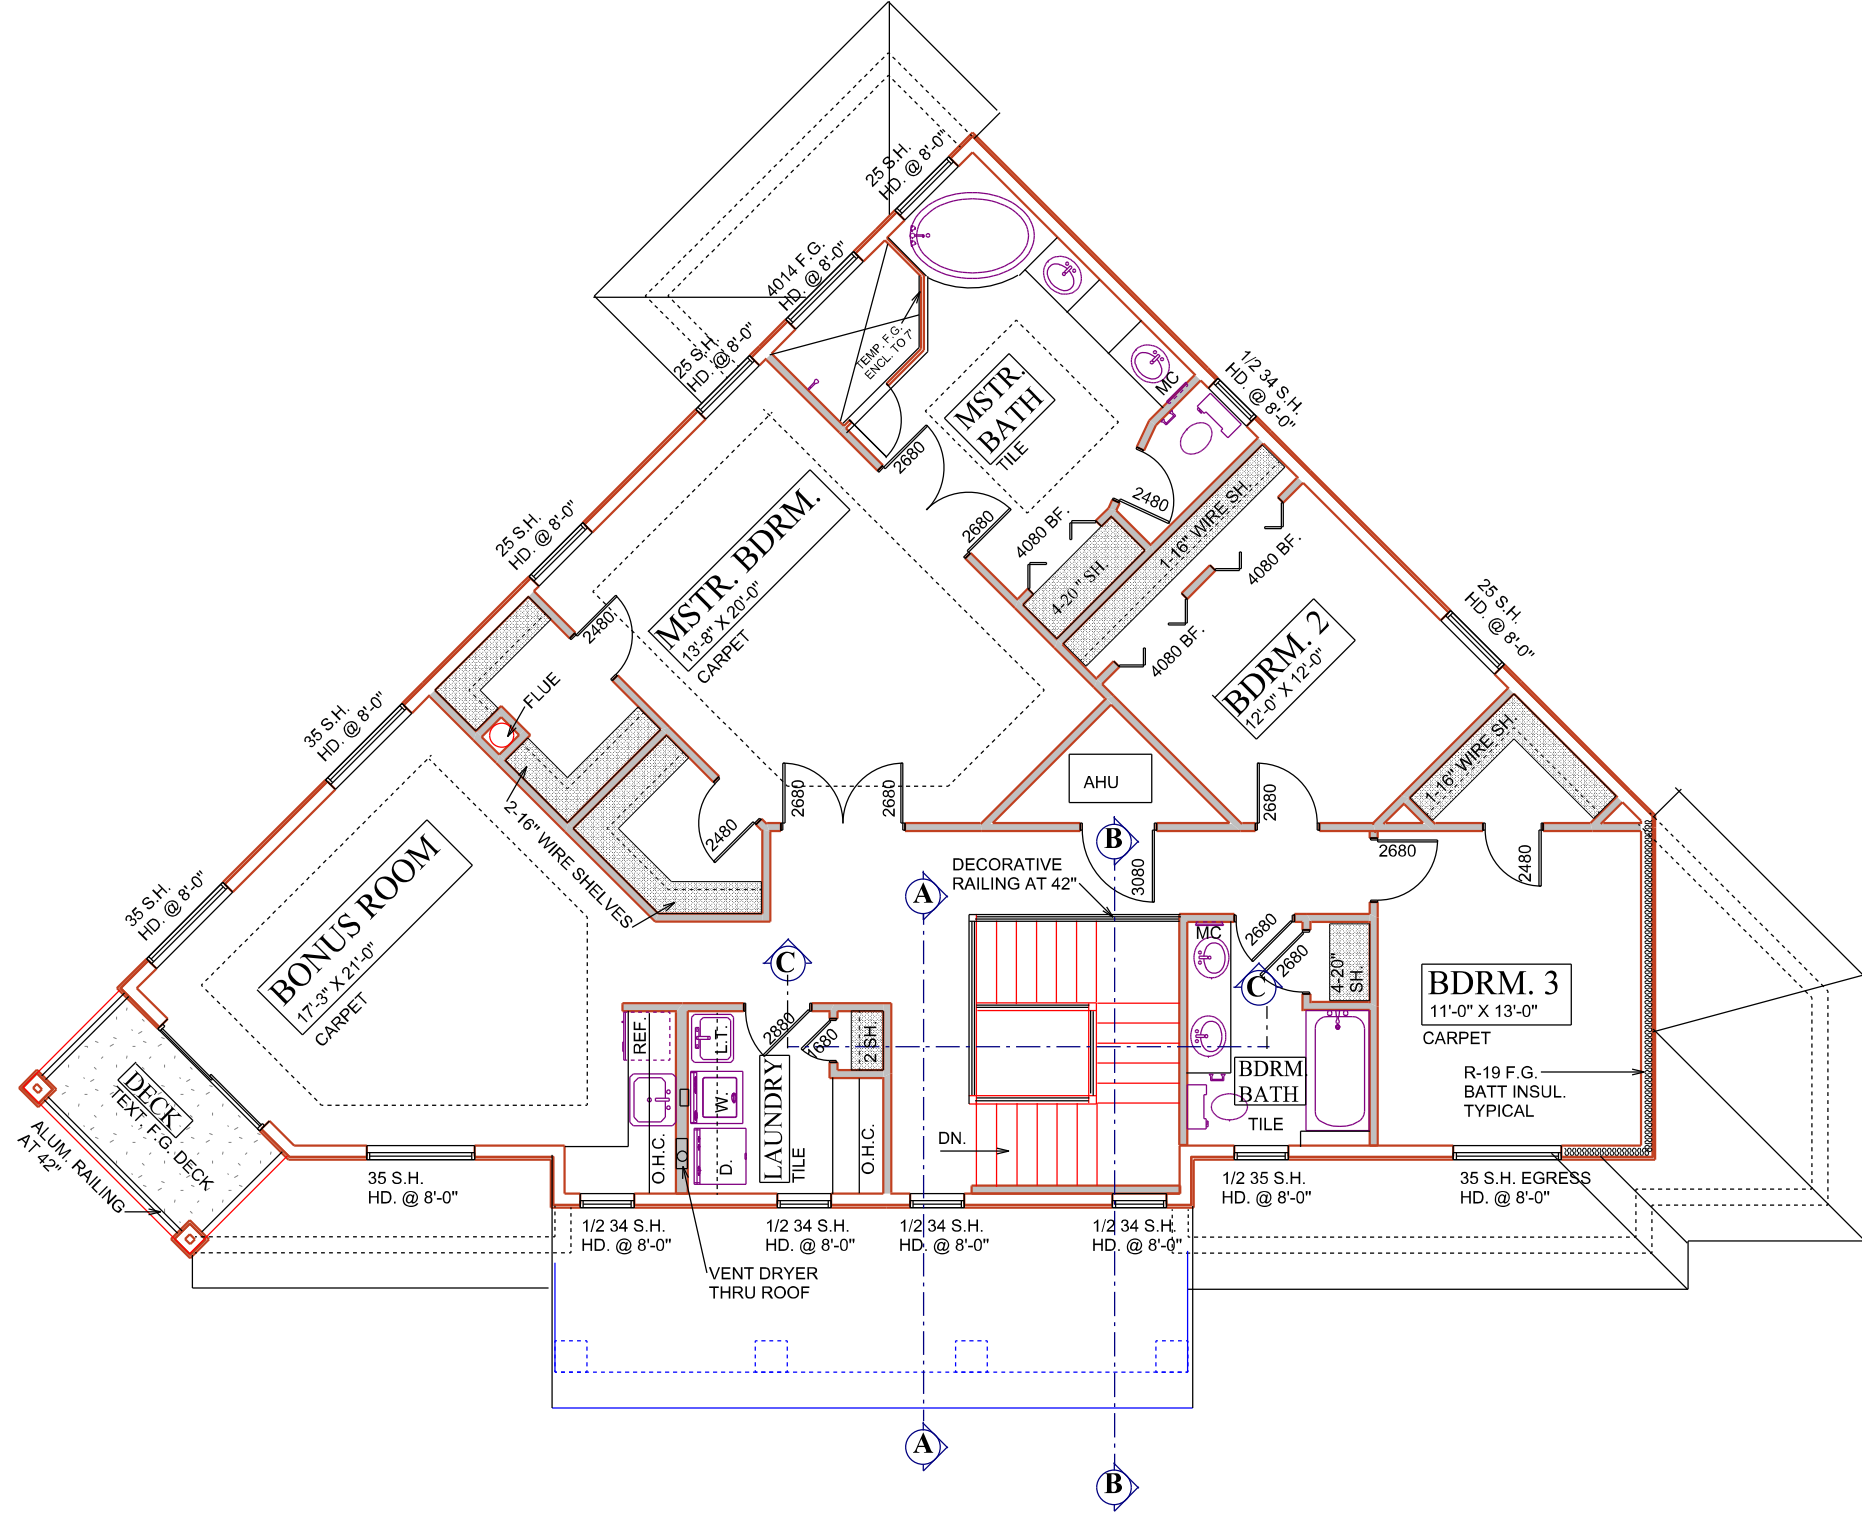 25 S.H.
HD. @ 8'-0"
4014 F.G.
HD. @ 8'-0"
25 S.H.
HD. @ 8'-0"
TEMP. F.G.
ENCL. TO 7'
MC
1/2 34 S.H.
HD. @ 8'-0"
MSTR.
BATH
TILE
2680
2680
2480
4080 BF.
4-20" SH.
1-16" WIRE SH.
4080 BF.
4080 BF.
25 S.H.
HD. @ 8'-0"
MSTR. BDRM.
13'-8" X 20'-0"
CARPET
25 S.H.
HD. @ 8'-0"
2480
FLUE
BDRM. 2
12'-0" X 12'-0"
25 S.H.
HD. @ 8'-0"
35 S.H.
HD. @ 8'-0"
2-16" WIRE SHELVES
2480
2680
2680
AHU
2680
1-16" WIRE SH.
2680
2480
3080
B
35 S.H.
HD. @ 8'-0"
BONUS ROOM
17'-3" X 21'-0"
CARPET
DECORATIVE
RAILING AT 42"
A
C
MC
2680
2680
4-20"
SH.
C
BDRM. 3
11'-0" X 13'-0"
CARPET
R-19 F.G.
BATT INSUL.
TYPICAL
DECK
TEXT. F.G. DECK
ALUM. RAILING
AT 42"
REF.
L.T.
2880
1680
2 SH.
W.
D.
LAUNDRY
TILE
O.H.C.
O.H.C.
DN.
BDRM.
BATH
TILE
35 S.H.
HD. @ 8'-0"
1/2 35 S.H.
HD. @ 8'-0"
35 S.H. EGRESS
HD. @ 8'-0"
1/2 34 S.H.
HD. @ 8'-0"
1/2 34 S.H.
HD. @ 8'-0"
1/2 34 S.H.
HD. @ 8'-0"
1/2 34 S.H.
HD. @ 8'-0"
VENT DRYER
THRU ROOF
A
B